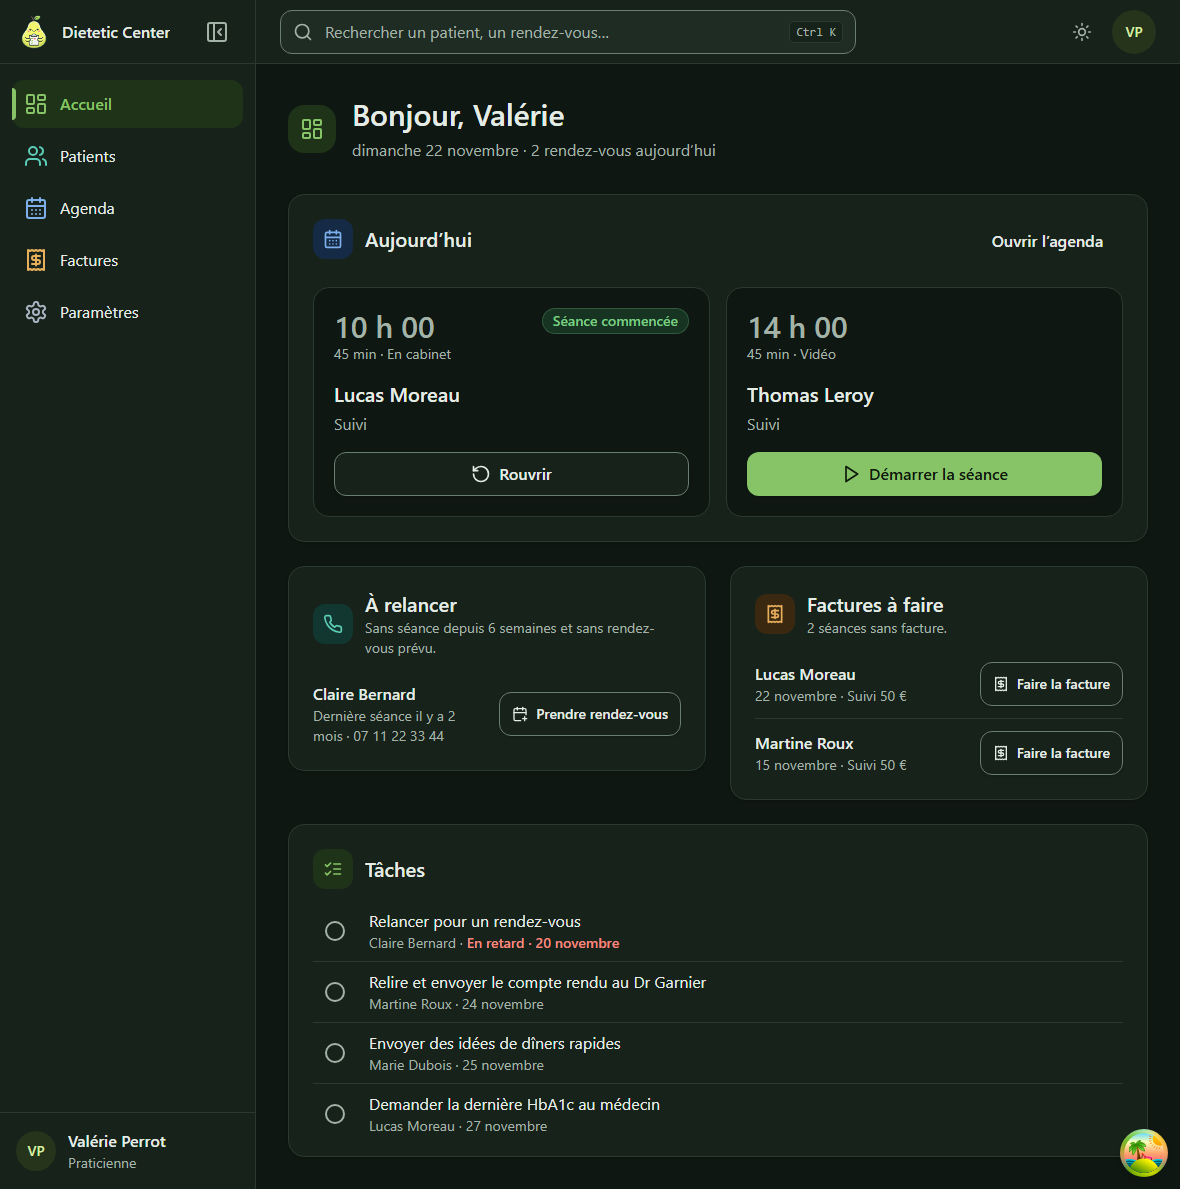 Dietetic Center
Rechercher un patient, un rendez-vous...
Ctrl K
VP
Accueil
Patients
Agenda
Factures
Paramètres
Bonjour, Valérie
dimanche 22 novembre · 2 rendez-vous aujourd’hui
Aujourd’hui
Ouvrir l’agenda
10 h 00
Séance commencée
45 min · En cabinet
Lucas Moreau
Suivi
Rouvrir
14 h 00
45 min · Vidéo
Thomas Leroy
Suivi
Démarrer la séance
À relancer
Sans séance depuis 6 semaines et sans rendez-
vous prévu.
Claire Bernard
Dernière séance il y a 2
mois · 07 11 22 33 44
Prendre rendez-vous
Factures à faire
2 séances sans facture.
Lucas Moreau
22 novembre · Suivi 50 €
Faire la facture
Martine Roux
15 novembre · Suivi 50 €
Faire la facture
Tâches
Relancer pour un rendez-vous
Claire Bernard · En retard · 20 novembre
Relire et envoyer le compte rendu au Dr Garnier
Martine Roux · 24 novembre
Envoyer des idées de dîners rapides
Marie Dubois · 25 novembre
Demander la dernière HbA1c au médecin
Lucas Moreau · 27 novembre
VP
Valérie Perrot
Praticienne